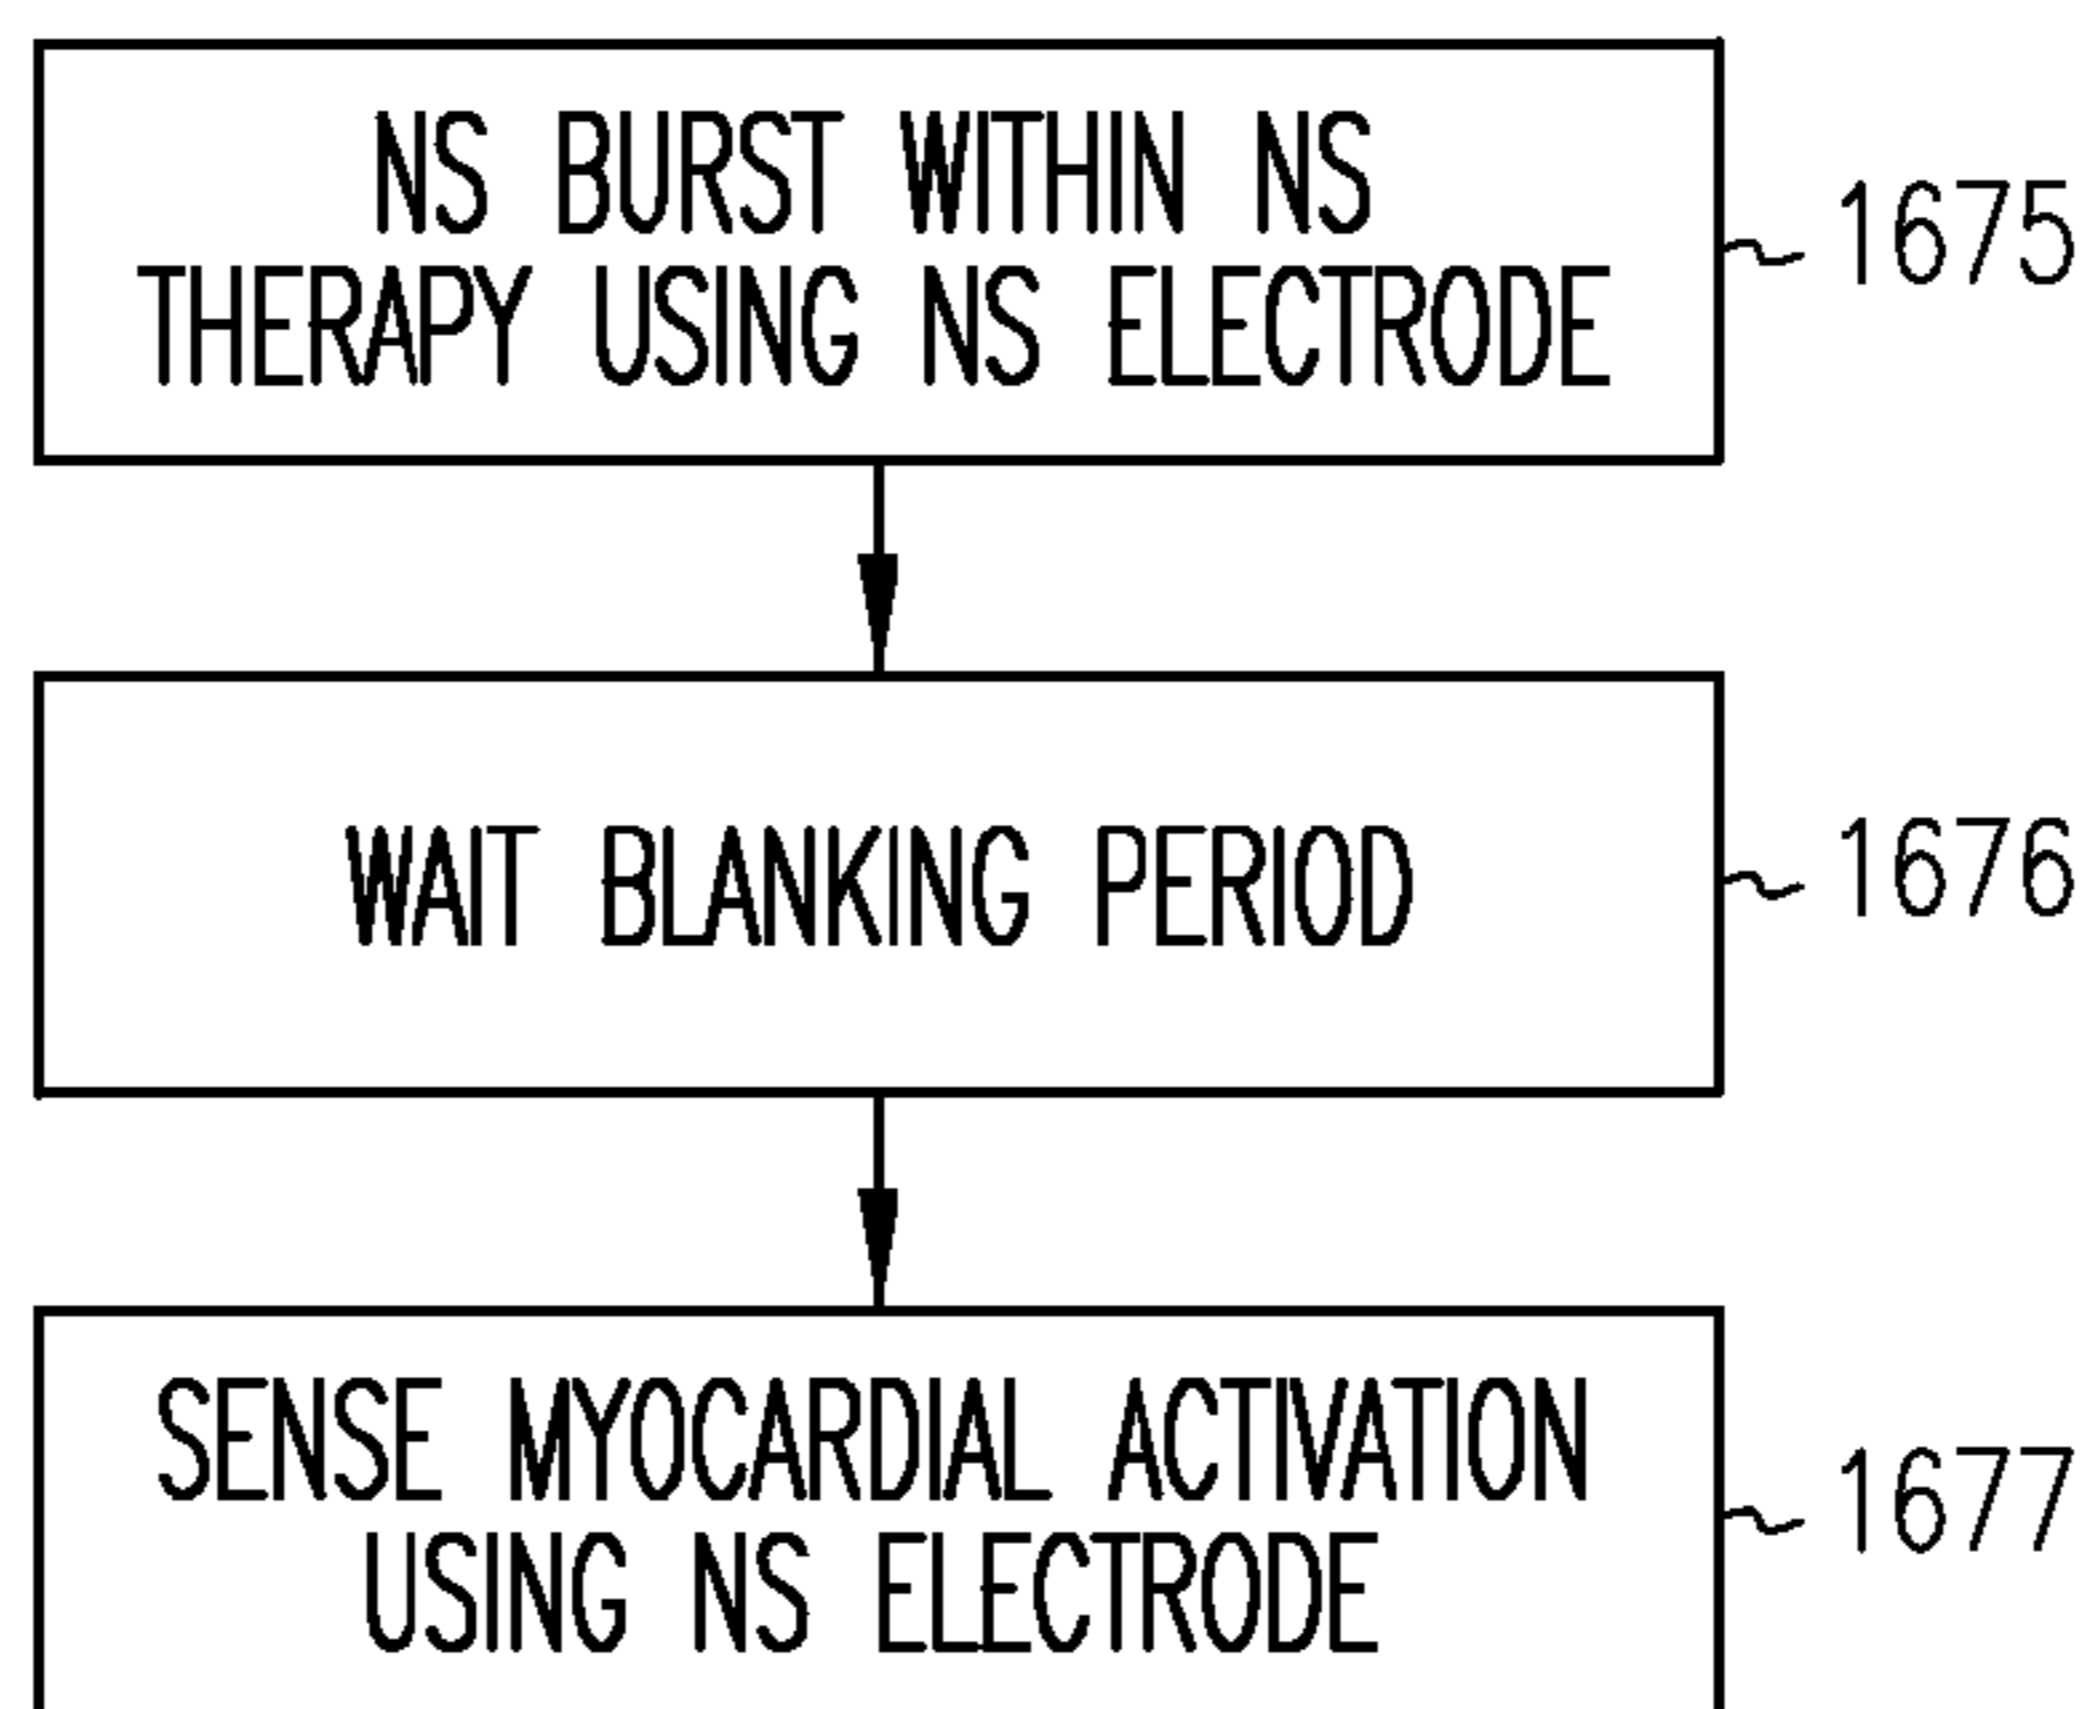 NS BURST WITHIN NS
THERAPY USING NS ELECTRODE
1675
WAIT BLANKING PERIOD
1676
SENSE MYOCARDIAL ACTIVATION
USING NS ELECTRODE
1677